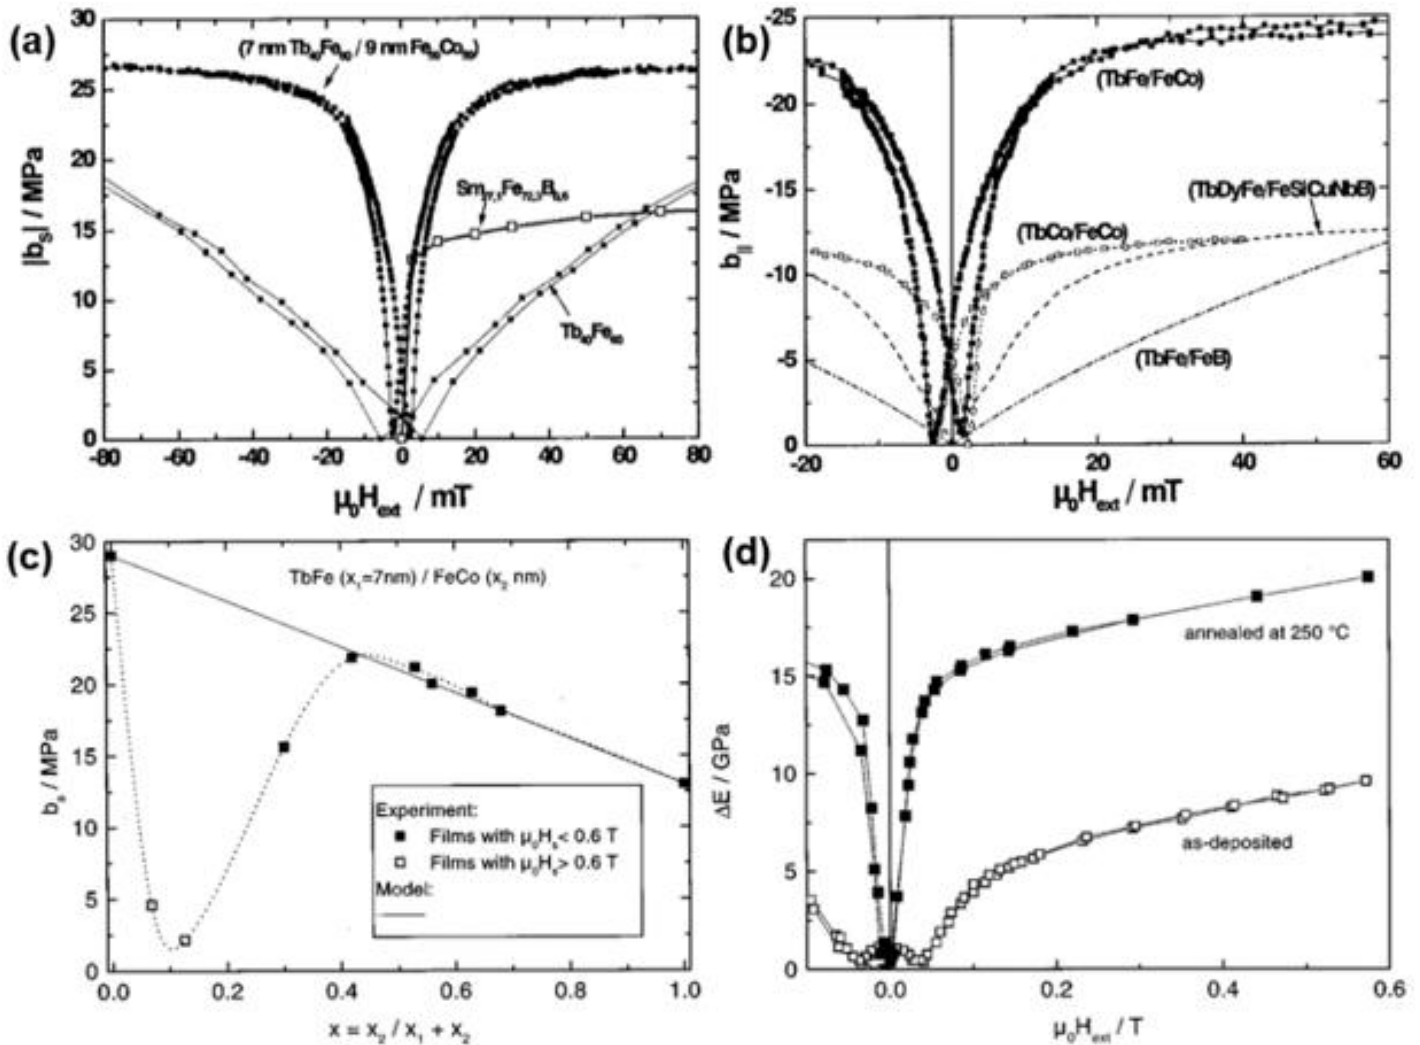 (a)
(7 nm Tb₄₀Fe₆₀ / 9 nm Fe₅₀Co₅₀)
30
25
20
15
10
5
0
|bₛ| / MPa
Tb₄₀Fe₆₀
-80 -60 -40 -20 0 20 40 60 80
μ₀Hₑₓₜ / mT
(b)
-25
-20
-15
-10
-5
0
b|| / MPa
(TbFe/FeCo)
(TbDyFe/FeSiCuNbB)
(TbCo/FeCo)
(TbFe/FeB)
-20 0 20 40 60
μ₀Hₑₓₜ / mT
(c)
30
25
20
15
10
5
0
bₛ / MPa
TbFe (x₁=7nm) / FeCo (x₂ nm)
Experiment:
■ Films with μ₀Hₛ< 0.6 T
□ Films with μ₀Hₛ> 0.6 T
Model:
0.0 0.2 0.4 0.6 0.8 1.0
x = x₂ / x₁ + x₂
(d)
20
15
10
5
0
ΔE / GPa
annealed at 250 °C
as-deposited
0.0 0.2 0.4 0.6
μ₀Hₑₓₜ / T